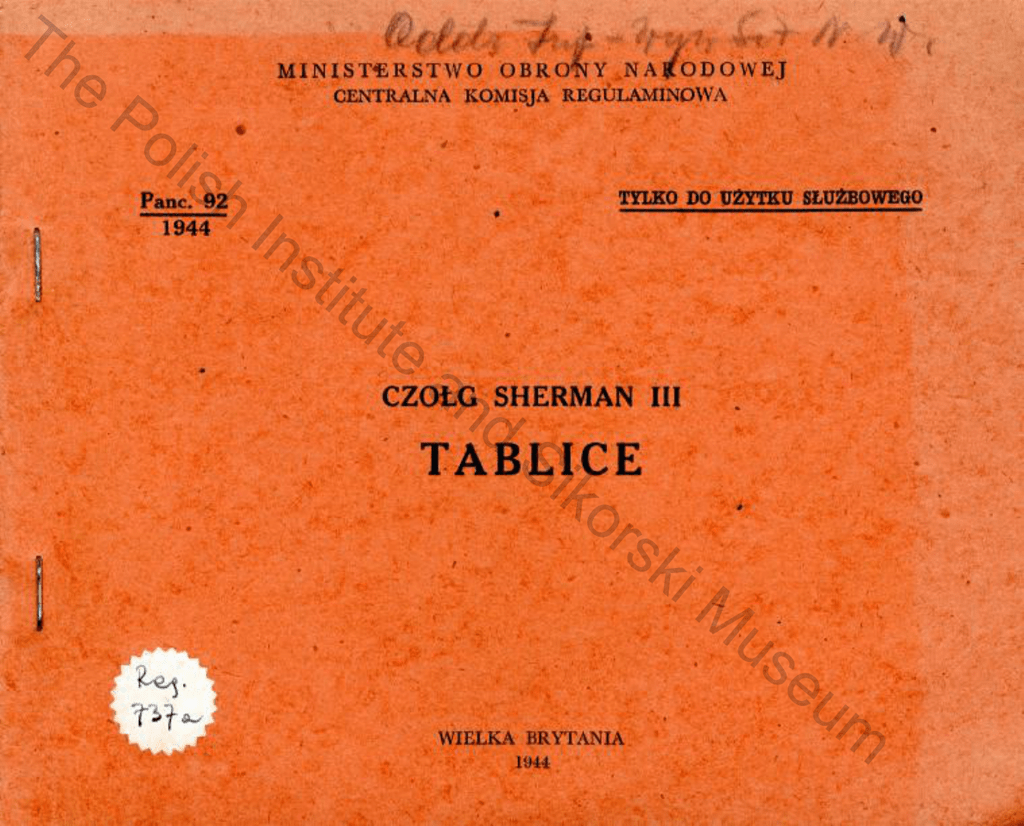 MINISTERSTWO OBRONY NARODOWEJ
CENTRALNA KOMISJA REGULAMINOWA
Panc. 92
1944
TYLKO DO UŻYTKU SŁUŻBOWEGO
CZOŁG SHERMAN III
TABLICE
Reg.
737a
WIELKA BRYTANIA
1944
The Polish Institute and Sikorski Museum